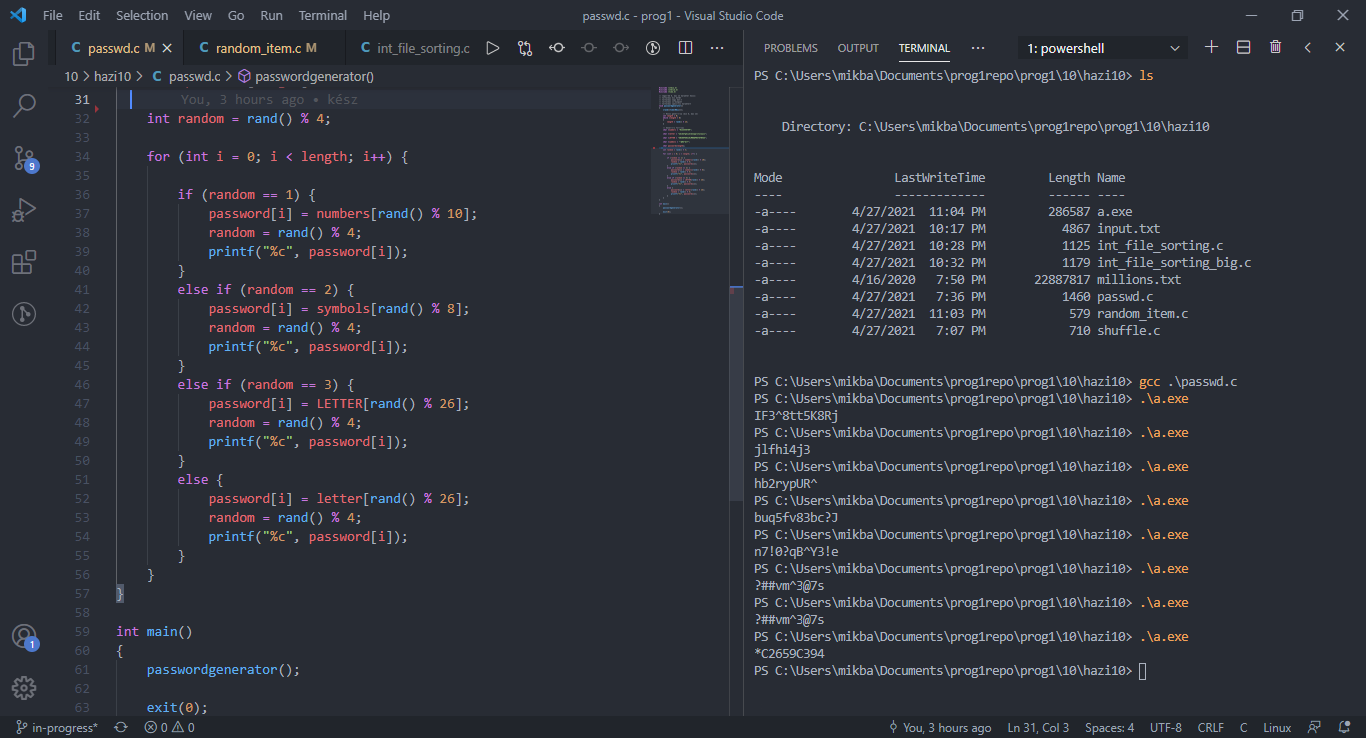 File Edit Selection View Go Run Terminal Help passwd.c - prog1 - Visual Studio Code
C passwd.c M C random_item.c M C int_file_sorting.c
10 > hazi10 > C passwd.c > passwordgenerator()
31 You, 3 hours ago • kész
32 int random = rand() % 4;
33
34 for (int i = 0; i < length; i++) {
35
36 if (random == 1) {
37 password[i] = numbers[rand() % 10];
38 random = rand() % 4;
39 printf("%c", password[i]);
40 }
41 else if (random == 2) {
42 password[i] = symbols[rand() % 8];
43 random = rand() % 4;
44 printf("%c", password[i]);
45 }
46 else if (random == 3) {
47 password[i] = LETTER[rand() % 26];
48 random = rand() % 4;
49 printf("%c", password[i]);
50 }
51 else {
52 password[i] = letter[rand() % 26];
53 random = rand() % 4;
54 printf("%c", password[i]);
55 }
56 }
57 }
58
59 int main()
60 {
61 passwordgenerator();
62
63 exit(0);
9
1
PROBLEMS OUTPUT TERMINAL ··· 1: powershell
PS C:\Users\mikba\Documents\prog1repo\prog1\10\hazi10> ls
Directory: C:\Users\mikba\Documents\prog1repo\prog1\10\hazi10
Mode LastWriteTime Length Name
---- ------------- ------ ----
-a---- 4/27/2021 11:04 PM 286587 a.exe
-a---- 4/27/2021 10:17 PM 4867 input.txt
-a---- 4/27/2021 10:28 PM 1125 int_file_sorting.c
-a---- 4/27/2021 10:32 PM 1179 int_file_sorting_big.c
-a---- 4/16/2020 7:50 PM 22887817 millions.txt
-a---- 4/27/2021 7:36 PM 1460 passwd.c
-a---- 4/27/2021 11:03 PM 579 random_item.c
-a---- 4/27/2021 7:07 PM 710 shuffle.c
PS C:\Users\mikba\Documents\prog1repo\prog1\10\hazi10> gcc .\passwd.c
PS C:\Users\mikba\Documents\prog1repo\prog1\10\hazi10> .\a.exe
IF3^8tt5K8Rj
PS C:\Users\mikba\Documents\prog1repo\prog1\10\hazi10> .\a.exe
jlfhi4j3
PS C:\Users\mikba\Documents\prog1repo\prog1\10\hazi10> .\a.exe
hb2rypUR^
PS C:\Users\mikba\Documents\prog1repo\prog1\10\hazi10> .\a.exe
buq5fv83bc?J
PS C:\Users\mikba\Documents\prog1repo\prog1\10\hazi10> .\a.exe
n7!0?qB^Y3!e
PS C:\Users\mikba\Documents\prog1repo\prog1\10\hazi10> .\a.exe
?##vm^3@7s
PS C:\Users\mikba\Documents\prog1repo\prog1\10\hazi10> .\a.exe
?##vm^3@7s
PS C:\Users\mikba\Documents\prog1repo\prog1\10\hazi10> .\a.exe
*C2659C394
PS C:\Users\mikba\Documents\prog1repo\prog1\10\hazi10>
in-progress* 0 0 You, 3 hours ago Ln 31, Col 3 Spaces: 4 UTF-8 CRLF C Linux